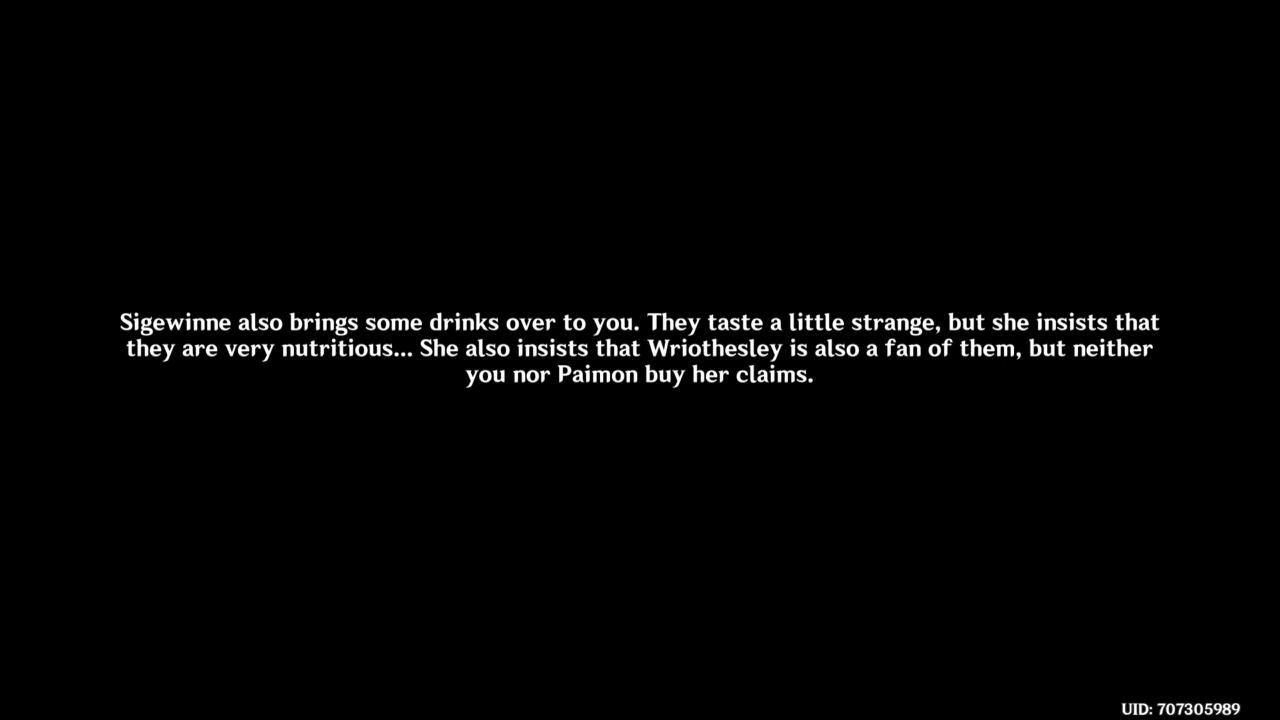 Sigewinne also brings some drinks over to you. They taste a little strange, but she insists that
they are very nutritious... She also insists that Wriothesley is also a fan of them, but neither
you nor Paimon buy her claims.
UID: 707305989